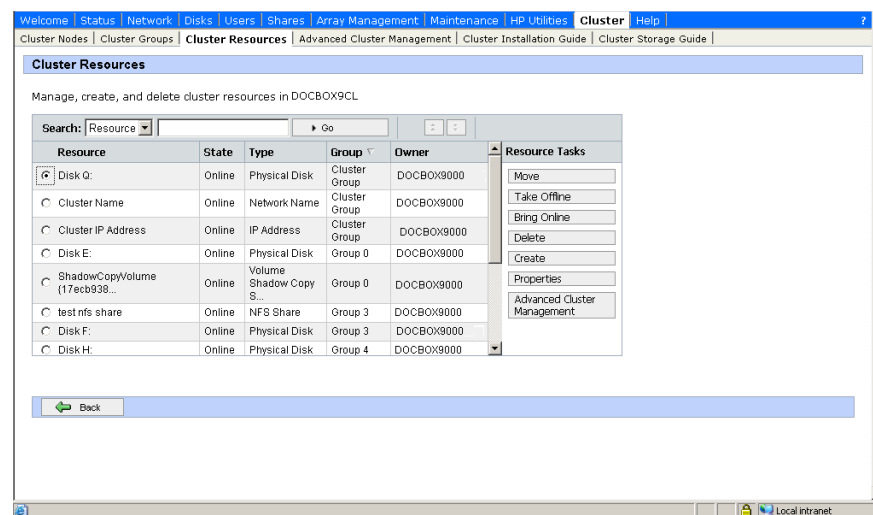 Welcome | Status | Network | Disks | Users | Shares | Array Management | Maintenance | HP Utilities | Cluster | Help | ?
Cluster Nodes | Cluster Groups | Cluster Resources | Advanced Cluster Management | Cluster Installation Guide | Cluster Storage Guide |
Cluster Resources
Manage, create, and delete cluster resources in DOCBOX9CL
Search: Resource Go
Resource State Type Group Owner Resource Tasks
Disk Q: Online Physical Disk Cluster Group DOCBOX9000
Cluster Name Online Network Name Cluster Group DOCBOX9000
Cluster IP Address Online IP Address Cluster Group DOCBOX9000
Disk E: Online Physical Disk Group 0 DOCBOX9000
ShadowCopyVolume {17ecb938... Online Volume Shadow Copy S... Group 0 DOCBOX9000
test nfs share Online NFS Share Group 3 DOCBOX9000
Disk F: Online Physical Disk Group 3 DOCBOX9000
Disk H: Online Physical Disk Group 4 DOCBOX9000
Move
Take Offline
Bring Online
Delete
Create
Properties
Advanced Cluster
Management
Back
Local intranet